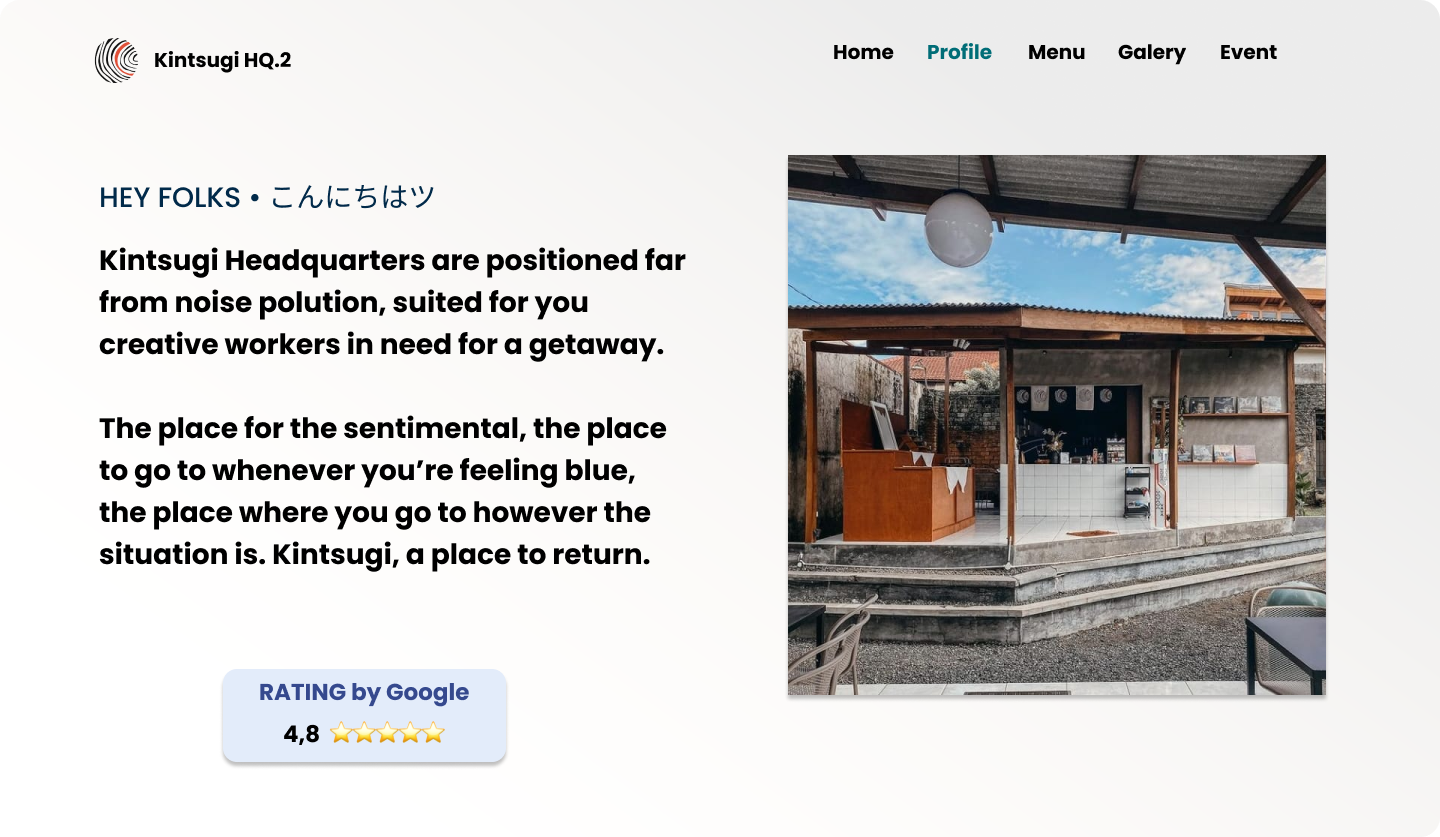 Kintsugi HQ.2
Home Profile Menu Galery Event
HEY FOLKS • こんにちはツ
Kintsugi Headquarters are positioned far
from noise polution, suited for you
creative workers in need for a getaway.
The place for the sentimental, the place
to go to whenever you’re feeling blue,
the place where you go to however the
situation is. Kintsugi, a place to return.
RATING by Google
4,8 ⭐⭐⭐⭐⭐